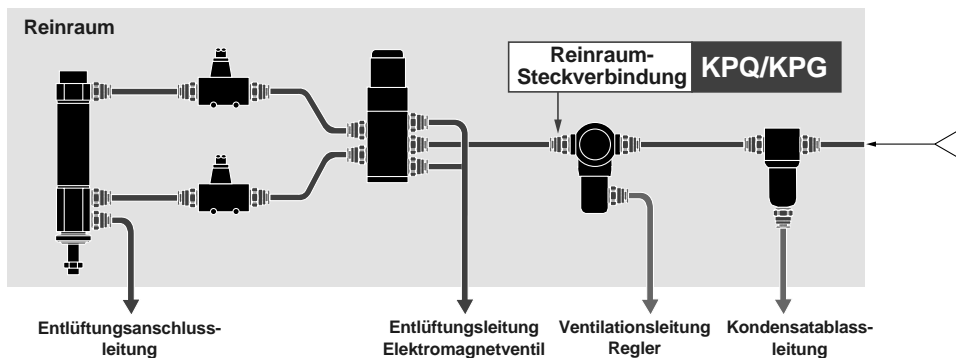 Reinraum
Reinraum-
Steckverbindung
KPQ/KPG
Entlüftungsanschluss-
leitung
Entlüftungsleitung
Elektromagnetventil
Ventilationsleitung
Regler
Kondensatablass-
leitung